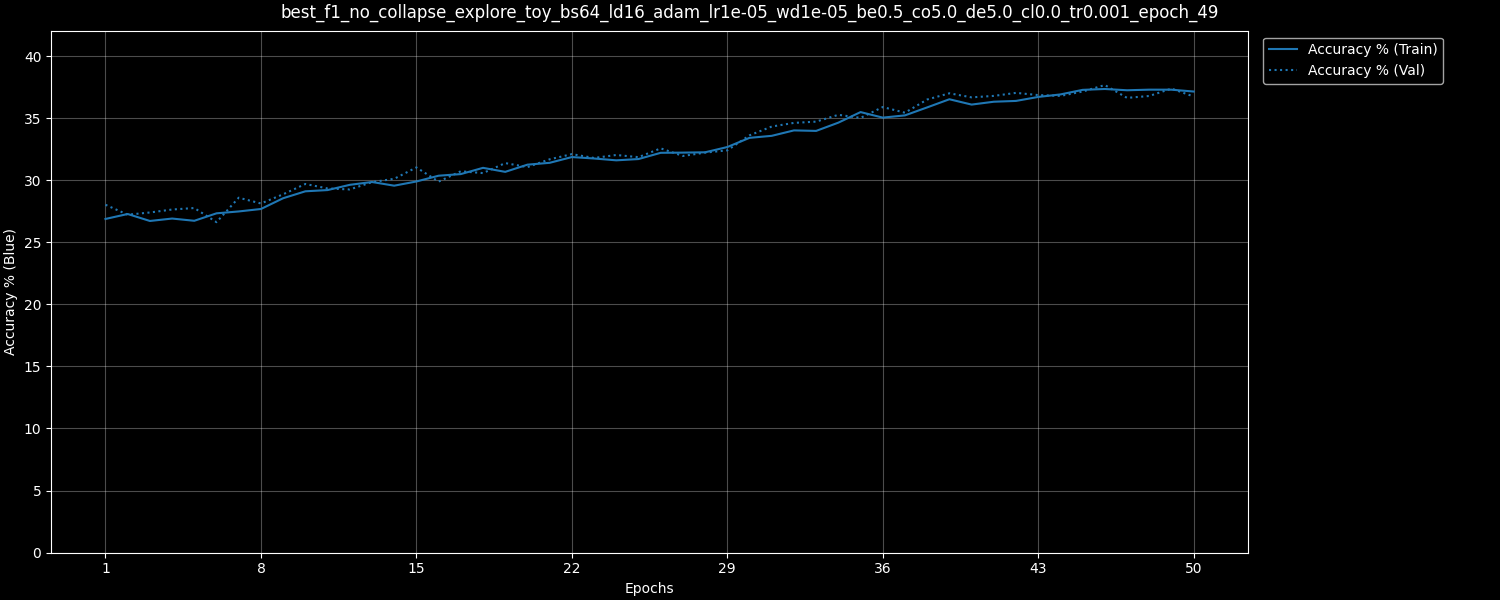 best_f1_no_collapse_explore_toy_bs64_ld16_adam_lr1e-05_wd1e-05_be0.5_co5.0_de5.0_cl0.0_tr0.001_epoch_49
Accuracy % (Train)
Accuracy % (Val)
Accuracy % (Blue)
40
35
30
25
20
15
10
5
0
1 8 15 22 29 36 43 50
Epochs